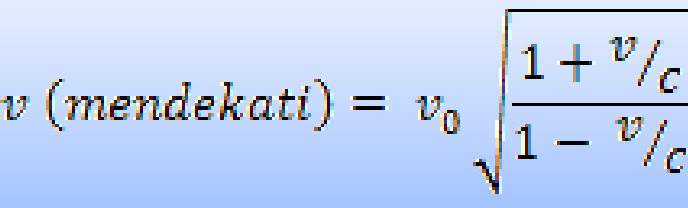 v (mendekati) = v₀ √((1 + v/c)/(1 − v/c))